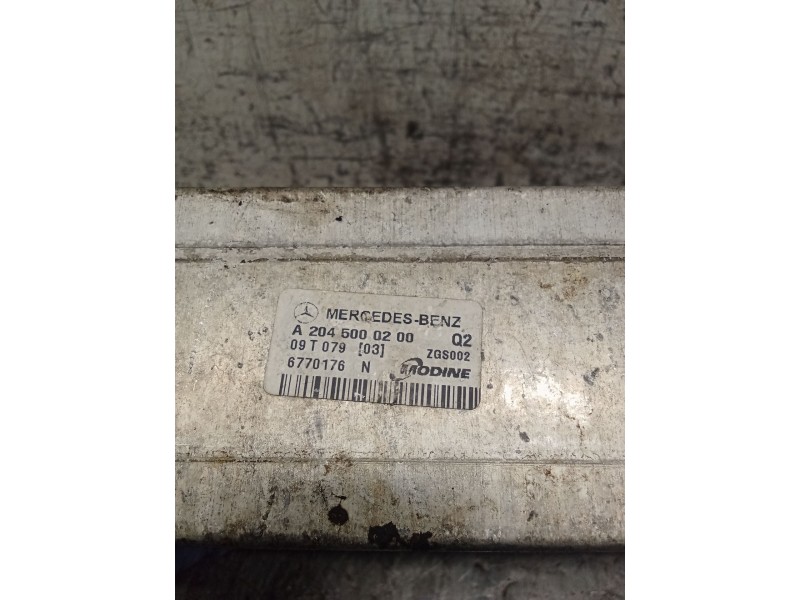 MERCEDES-BENZ
A 204 500 02 00 Q2
09 T 079 [03] ZGS002
6770176 N MODINE